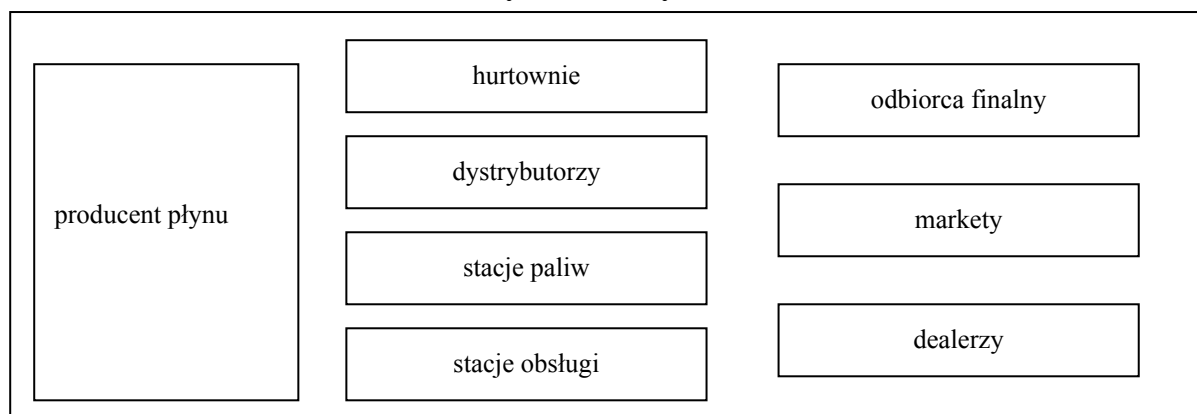 producent płynu
hurtownie
dystrybutorzy
stacje paliw
stacje obsługi
odbiorca finalny
markety
dealerzy